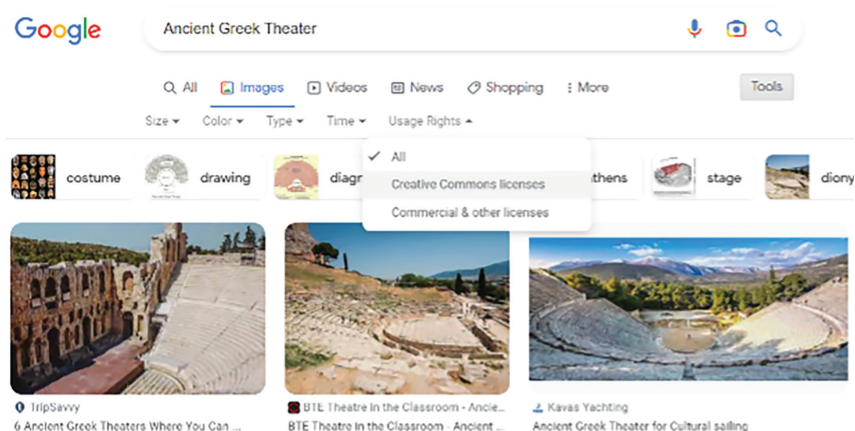 Google Ancient Greek Theater
All Images Videos News Shopping More Tools
Size Color Type Time Usage Rights
All
costume drawing diagr thens stage diony
Creative Commons licenses
Commercial & other licenses
TripSavvy BTE Theatre in the Classroom - Ancie... Kavas Yachting
6 Ancient Greek Theaters Where You Can ... BTE Theatre in the Classroom - Ancient ... Ancient Greek Theater for Cultural sailing